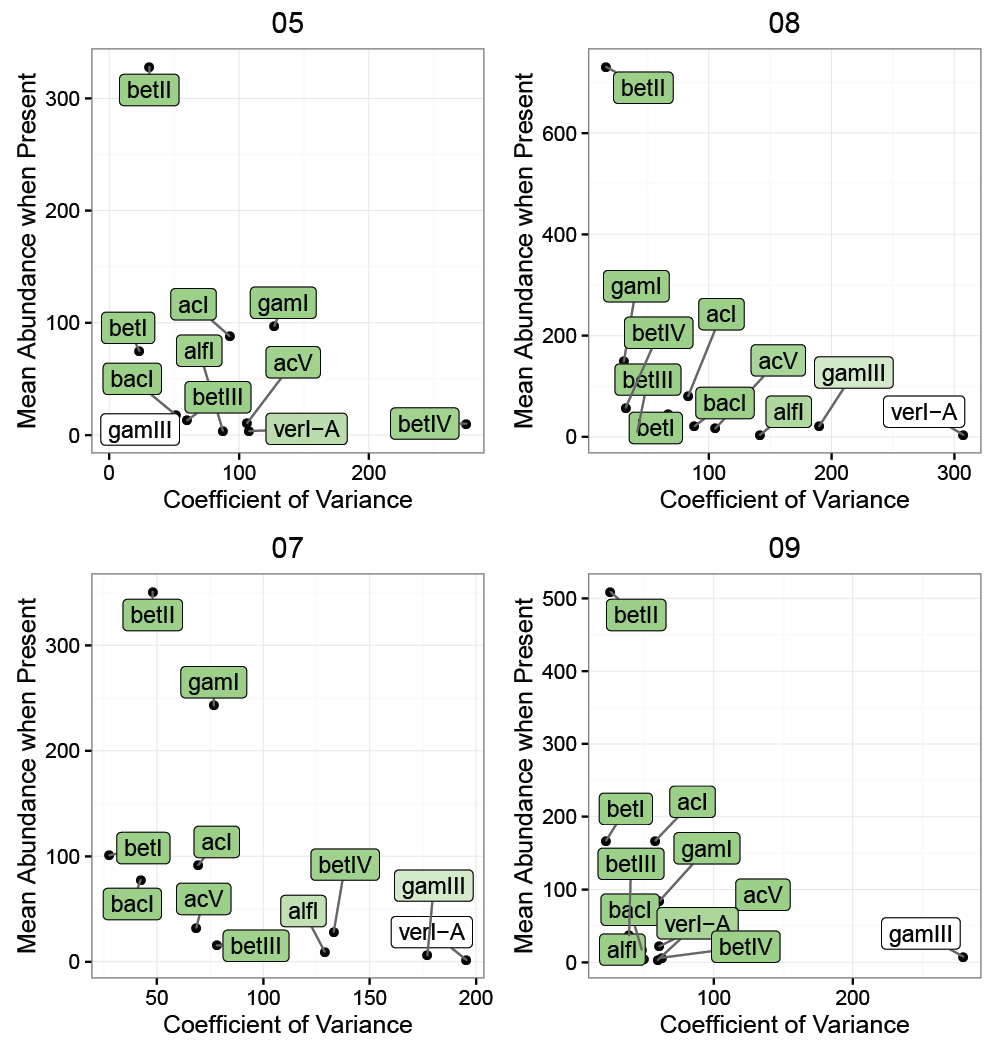 05
Mean Abundance when Present
300
200
100
0
betII
acI
gamI
betI
alfI
acV
bacI
betIII
gamIII
verI−A
betIV
0
100
200
Coefficient of Variance
08
Mean Abundance when Present
600
400
200
0
betII
gamI
acI
betIV
acV
gamIII
betIII
bacI
alfI
verI−A
betI
100
200
300
Coefficient of Variance
07
Mean Abundance when Present
300
200
100
0
betII
gamI
betI
acI
betIV
bacI
acV
gamIII
alfI
verI−A
betIII
50
100
150
200
Coefficient of Variance
09
Mean Abundance when Present
500
400
300
200
100
0
betII
betI
acI
betIII
gamI
acV
bacI
verI−A
gamIII
alfI
betIV
100
200
Coefficient of Variance